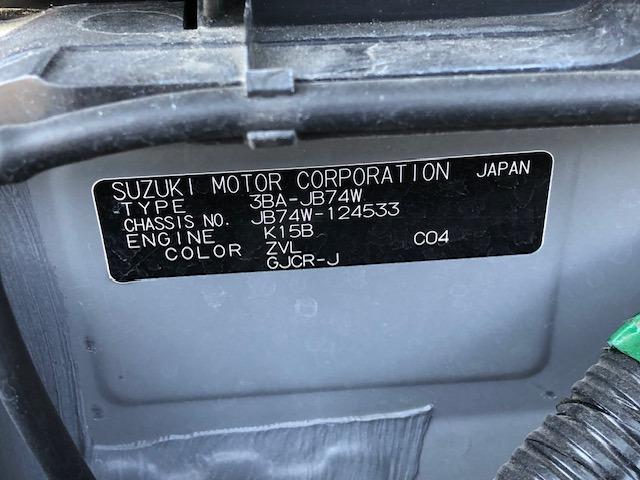 SUZUKI MOTOR CORPORATION JAPAN
TYPE 3BA-JB74W
CHASSIS NO. JB74W-124533
ENGINE K15B
COLOR ZVL C04
GJCR-J